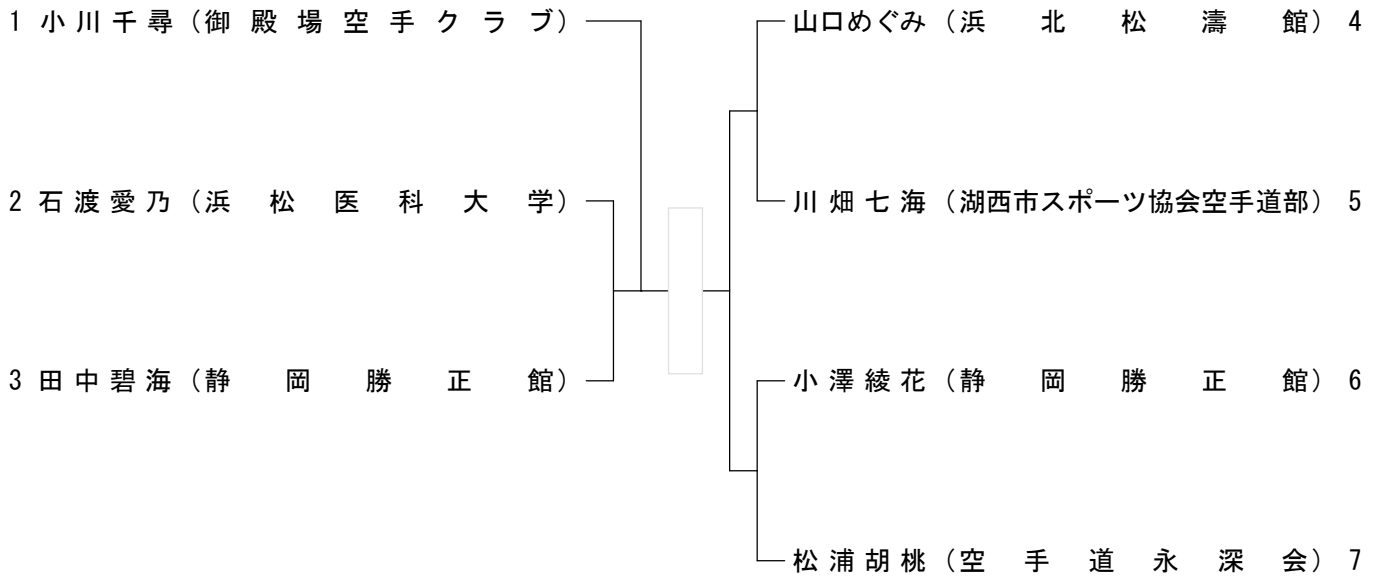 1 小川千尋（御殿場空手クラブ）
2 石渡愛乃（浜松医科大学）
3 田中碧海（静岡勝正館）
山口めぐみ（浜北松濤館） 4
川畑七海（湖西市スポーツ協会空手道部） 5
小澤綾花（静岡勝正館） 6
松浦胡桃（空手道永深会） 7